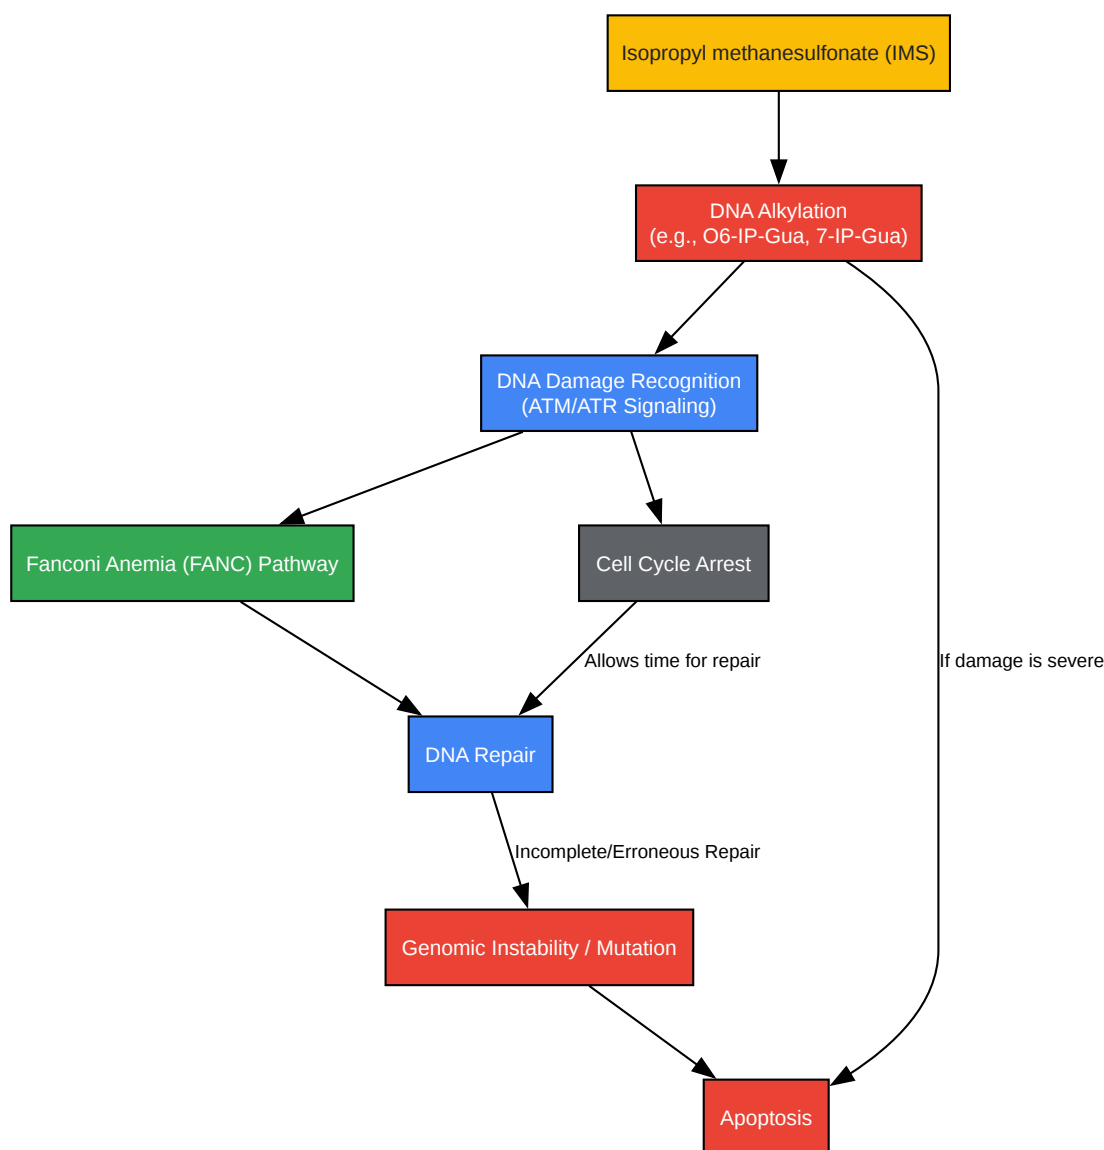 Isopropyl methanesulfonate (IMS)
DNA Alkylation
(e.g., O6-IP-Gua, 7-IP-Gua)
DNA Damage Recognition
(ATM/ATR Signaling)
Fanconi Anemia (FANC) Pathway
Cell Cycle Arrest
Allows time for repair
If damage is severe
DNA Repair
Incomplete/Erroneous Repair
Genomic Instability / Mutation
Apoptosis